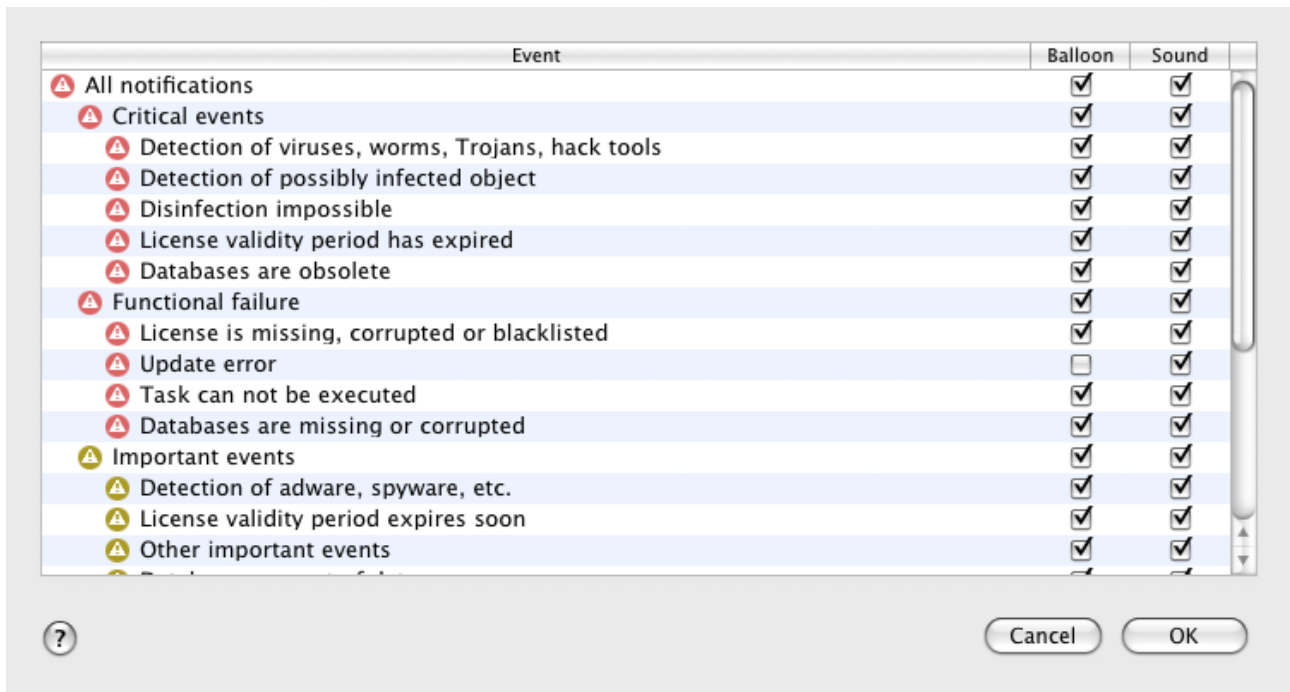 Event Balloon Sound
All notifications
Critical events
Detection of viruses, worms, Trojans, hack tools
Detection of possibly infected object
Disinfection impossible
License validity period has expired
Databases are obsolete
Functional failure
License is missing, corrupted or blacklisted
Update error
Task can not be executed
Databases are missing or corrupted
Important events
Detection of adware, spyware, etc.
License validity period expires soon
Other important events
? Cancel OK